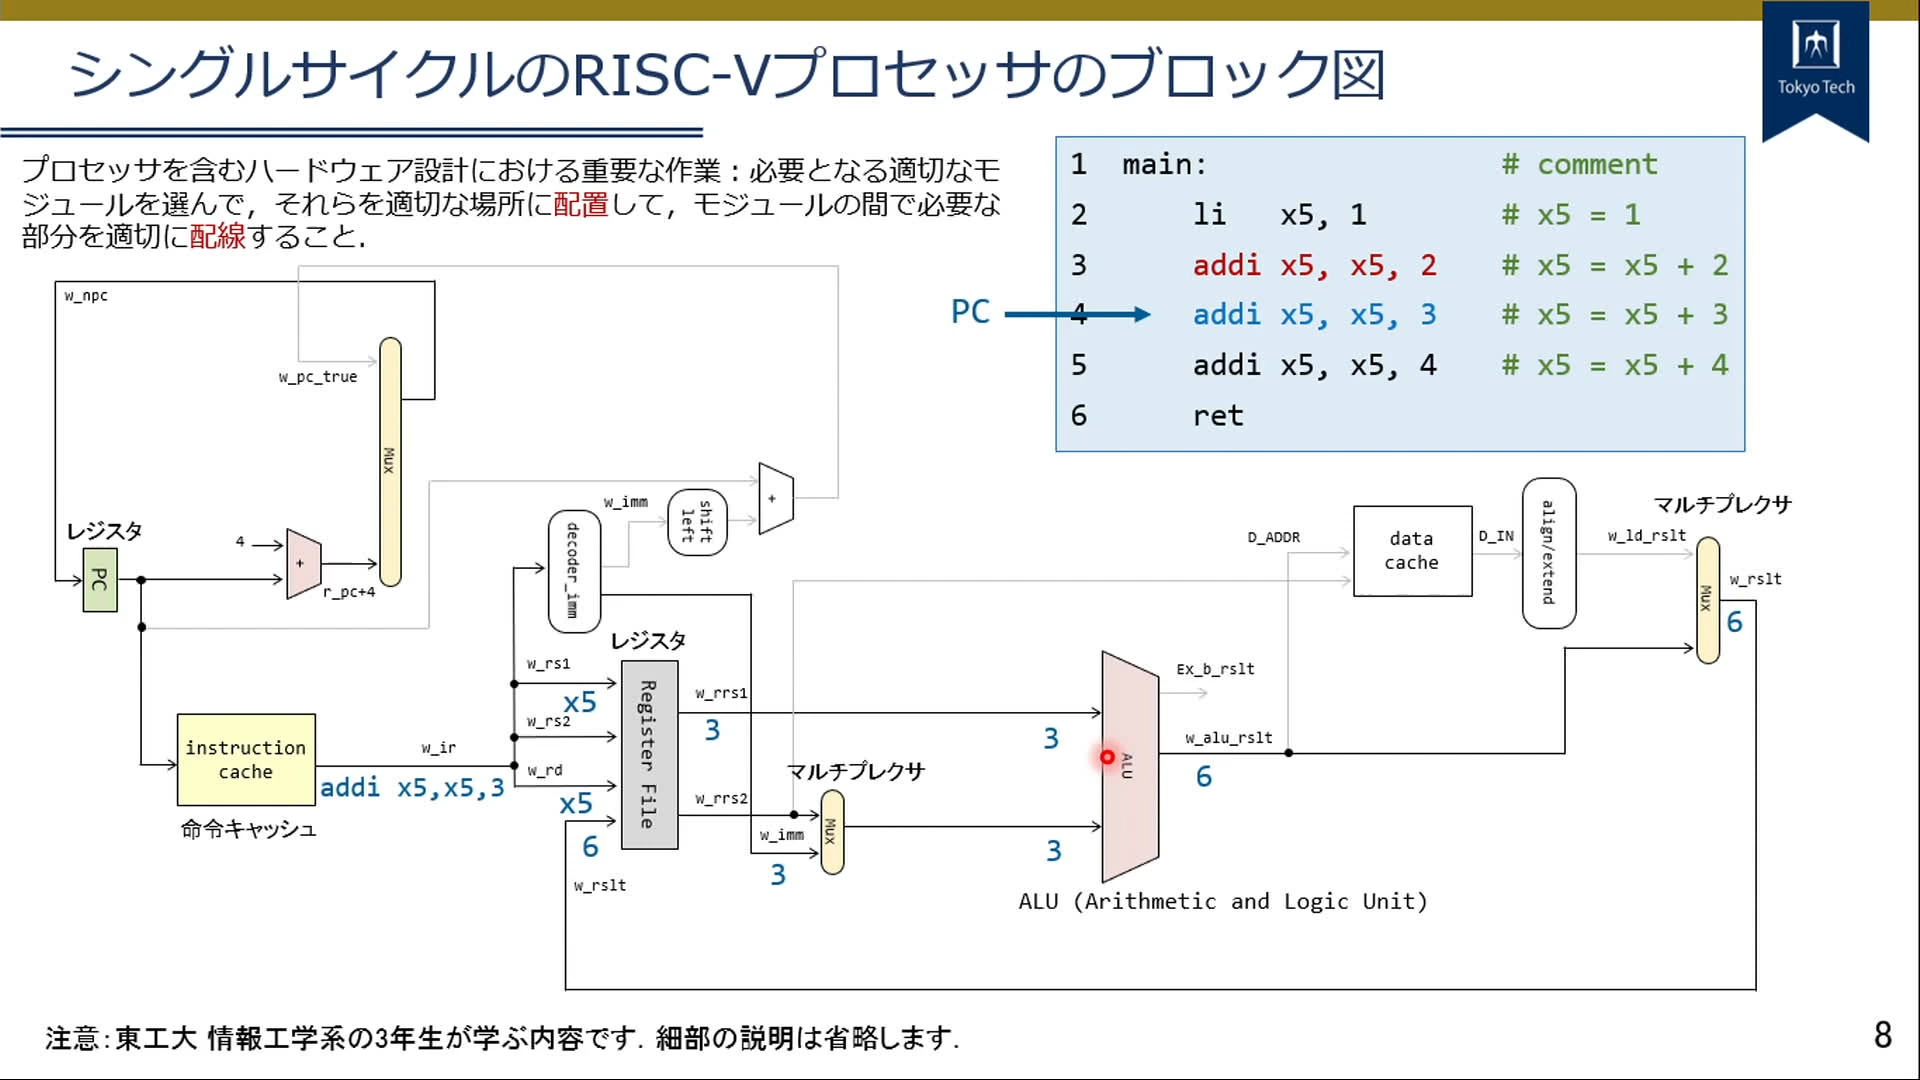 シングルサイクルのRISC-Vプロセッサのブロック図
Tokyo Tech
プロセッサを含むハードウェア設計における重要な作業：必要となる適切なモ
ジュールを選んで，それらを適切な場所に配置して，モジュールの間で必要な
部分を適切に配線すること．
1 main: # comment
2 li x5, 1 # x5 = 1
3 addi x5, x5, 2 # x5 = x5 + 2
PC
4 addi x5, x5, 3 # x5 = x5 + 3
5 addi x5, x5, 4 # x5 = x5 + 4
6 ret
w_npc
w_pc_true
Mux
レジスタ
PC
4
+
r_pc+4
decoder_imm
w_imm
shift left
+
レジスタ
w_rs1
x5
w_rs2
w_rd
x5
6
w_rslt
Register File
instruction
cache
命令キャッシュ
w_ir
addi x5,x5,3
w_rrs1
3
w_rrs2
w_imm
3
マルチプレクサ
Mux
3
3
ALU
Ex_b_rslt
w_alu_rslt
6
ALU (Arithmetic and Logic Unit)
D_ADDR
data
cache
D_IN
align/extend
w_ld_rslt
マルチプレクサ
Mux
w_rslt
6
注意：東工大 情報工学系の3年生が学ぶ内容です．細部の説明は省略します．
8